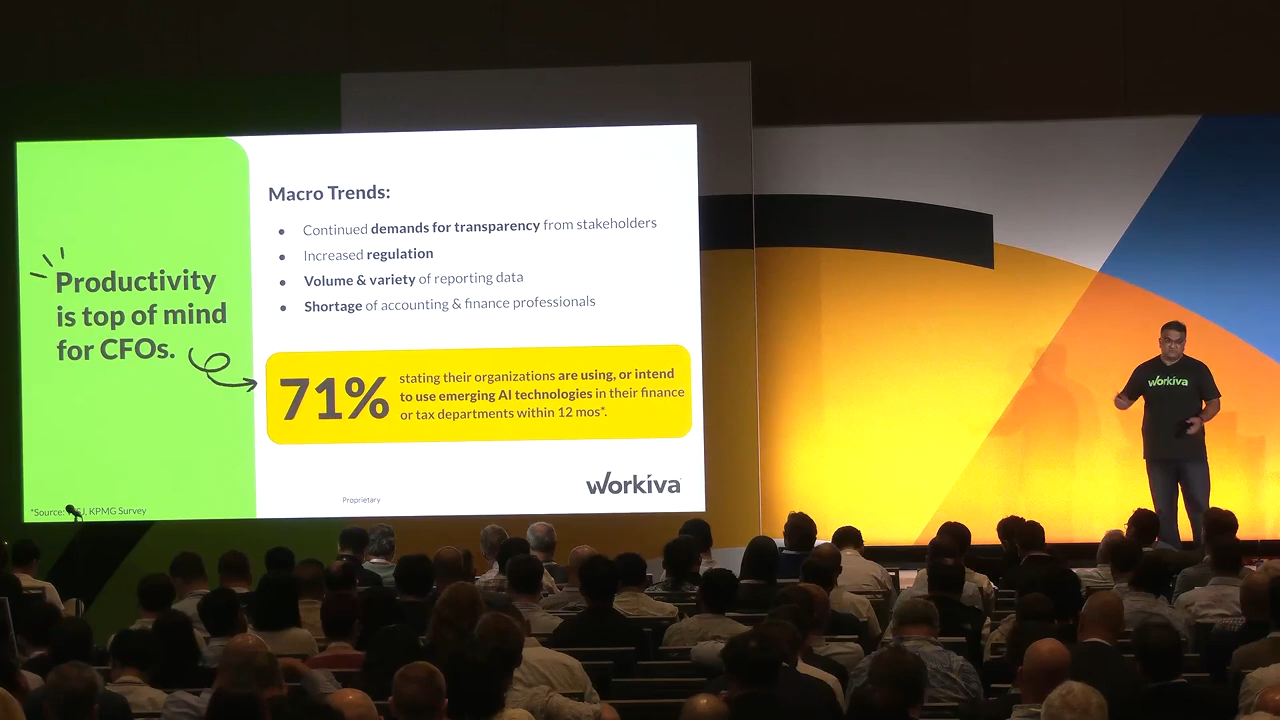 Productivity
is top of mind
for CFOs.
Macro Trends:
• Continued demands for transparency from stakeholders
• Increased regulation
• Volume & variety of reporting data
• Shortage of accounting & finance professionals
71%
stating their organizations are using, or intend
to use emerging AI technologies in their finance
or tax departments within 12 mos*.
workiva
Proprietary
*Source: KPMG Survey
workiva